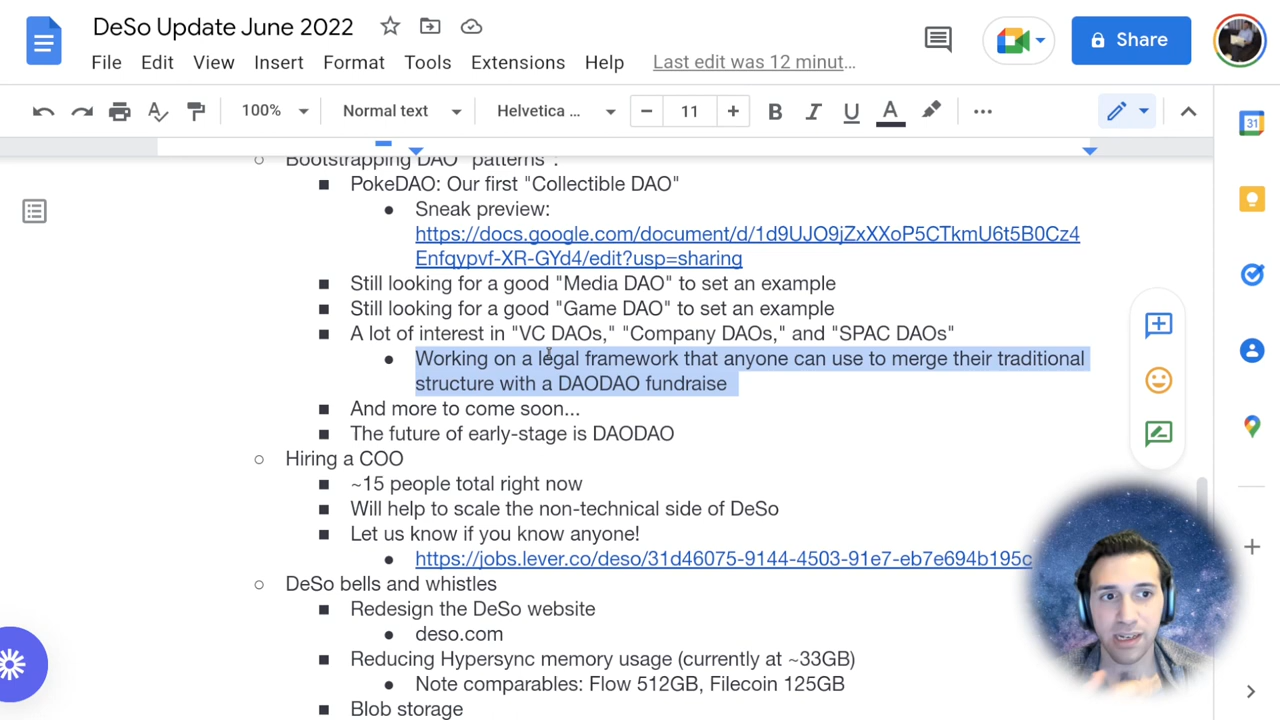 DeSo Update June 2022
File Edit View Insert Format Tools Extensions Help Last edit was 12 minut…
Share
100% Normal text Helvetica ... − 11 + B I U A
31
Bootstrapping DAO "patterns":
PokeDAO: Our first "Collectible DAO"
Sneak preview:
https://docs.google.com/document/d/1d9UJO9jZxXXoP5CTkmU6t5B0Cz4
Enfqypvf-XR-GYd4/edit?usp=sharing
Still looking for a good "Media DAO" to set an example
Still looking for a good "Game DAO" to set an example
A lot of interest in "VC DAOs," "Company DAOs," and "SPAC DAOs"
Working on a legal framework that anyone can use to merge their traditional
structure with a DAODAO fundraise
And more to come soon...
The future of early-stage is DAODAO
Hiring a COO
~15 people total right now
Will help to scale the non-technical side of DeSo
Let us know if you know anyone!
https://jobs.lever.co/deso/31d46075-9144-4503-91e7-eb7e694b195c
DeSo bells and whistles
Redesign the DeSo website
deso.com
Reducing Hypersync memory usage (currently at ~33GB)
Note comparables: Flow 512GB, Filecoin 125GB
Blob storage